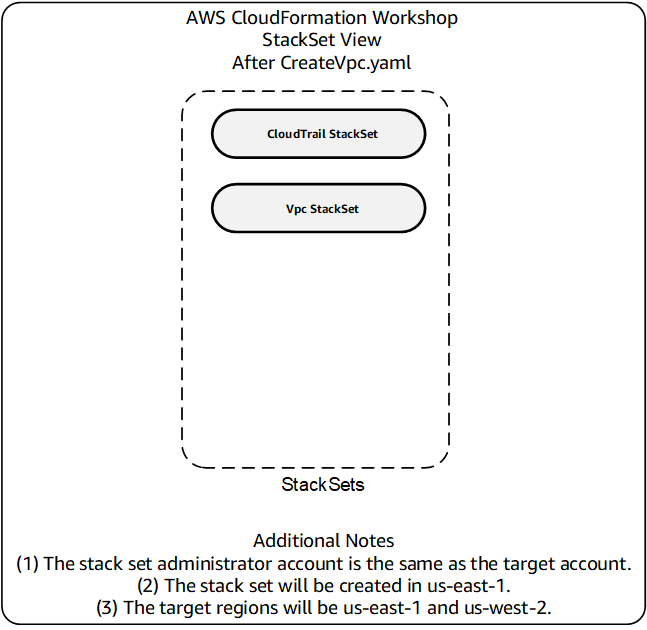 AWS CloudFormation Workshop
StackSet View
After CreateVpc.yaml
CloudTrail StackSet
Vpc StackSet
StackSets
Additional Notes
(1) The stack set administrator account is the same as the target account.
(2) The stack set will be created in us-east-1.
(3) The target regions will be us-east-1 and us-west-2.